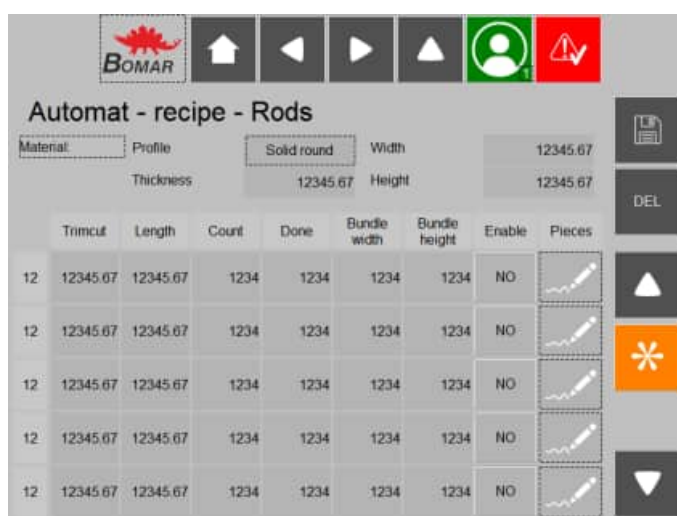 BOMAR
1
Automat - recipe - Rods
Material: Profile Solid round Width 12345.67
Thickness 12345.67 Height 12345.67
DEL
Trimcut Length Count Done Bundle width Bundle height Enable Pieces
12 12345.67 12345.67 1234 1234 1234 1234 NO
12 12345.67 12345.67 1234 1234 1234 1234 NO
12 12345.67 12345.67 1234 1234 1234 1234 NO
12 12345.67 12345.67 1234 1234 1234 1234 NO
12 12345.67 12345.67 1234 1234 1234 1234 NO